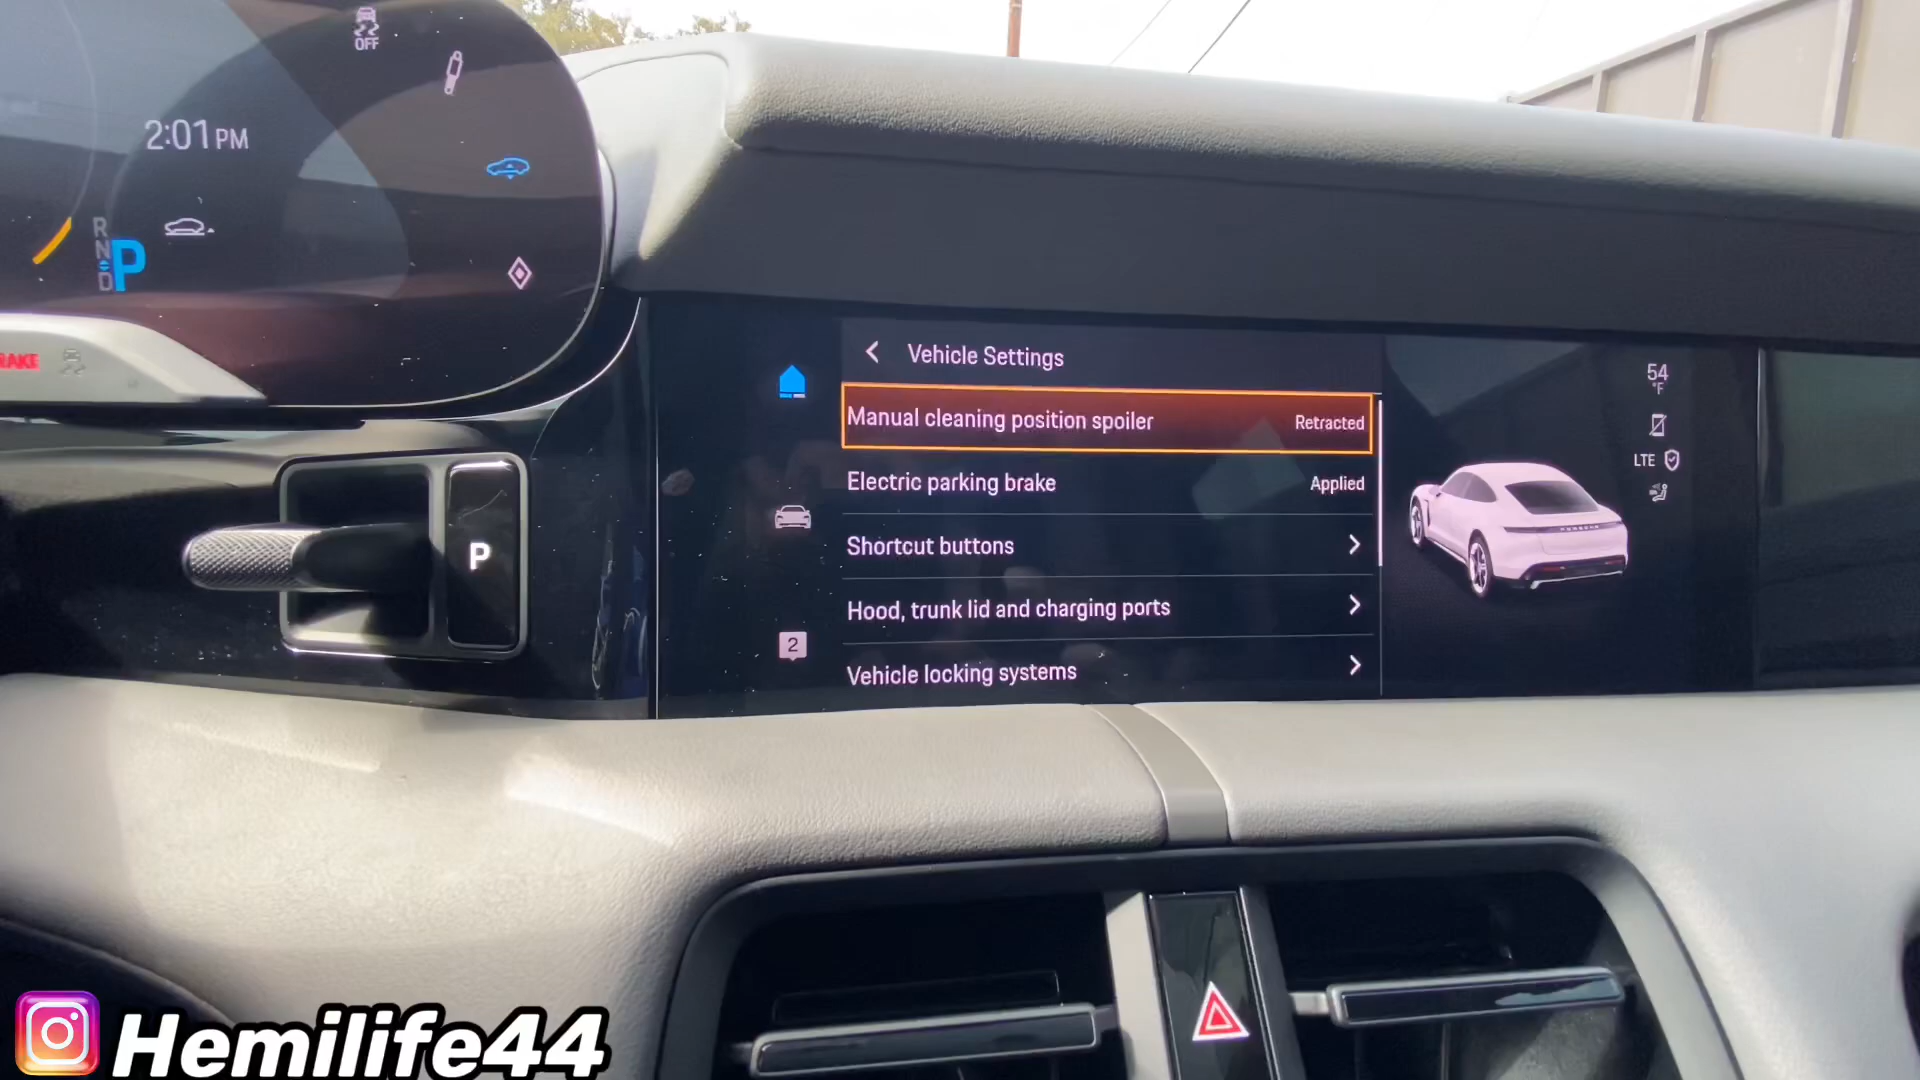 OFF
2:01 PM
R
N
D
P
P
Vehicle Settings
Manual cleaning position spoiler Retracted
Electric parking brake Applied
Shortcut buttons
Hood, trunk lid and charging ports
Vehicle locking systems
2
54
°F
LTE
PORSCHE
Hemilife44